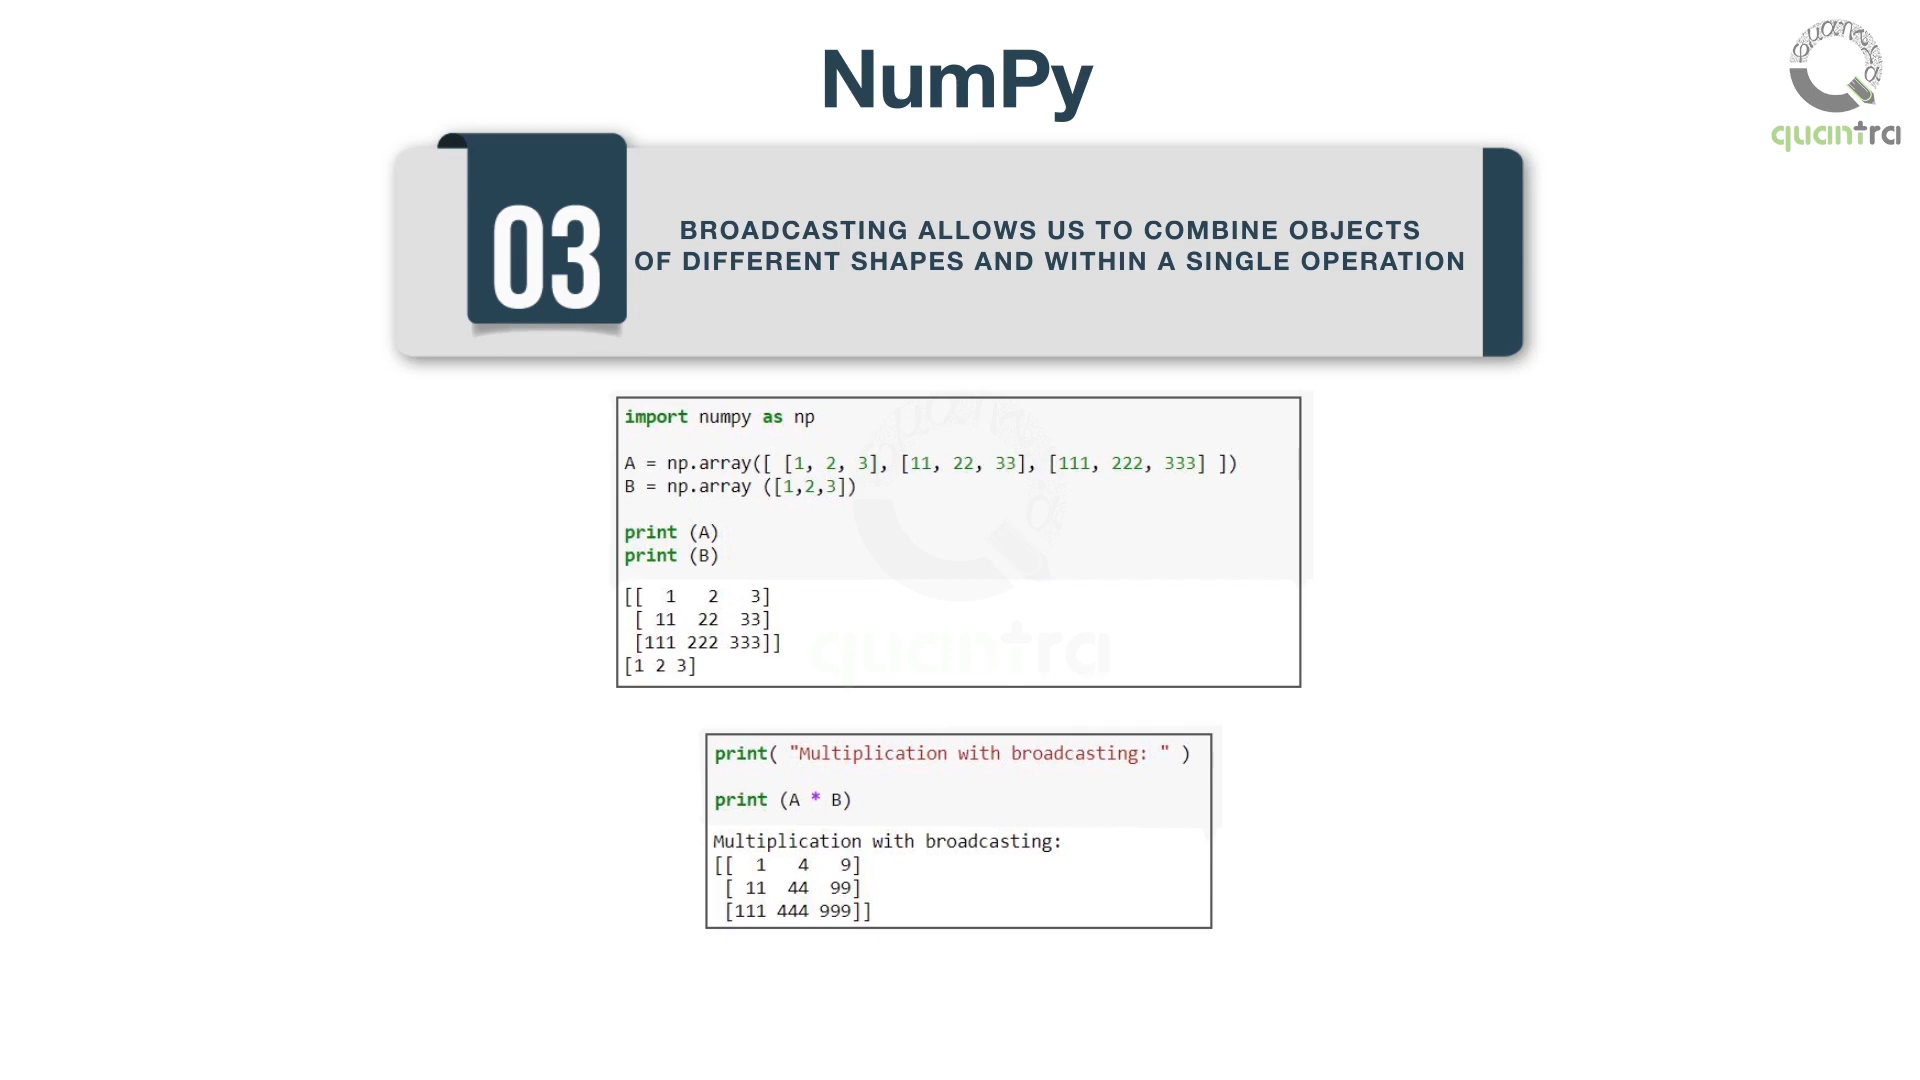 NumPy
quantra
03
BROADCASTING ALLOWS US TO COMBINE OBJECTS
OF DIFFERENT SHAPES AND WITHIN A SINGLE OPERATION
import numpy as np
A = np.array([ [1, 2, 3], [11, 22, 33], [111, 222, 333] ])
B = np.array ([1,2,3])
print (A)
print (B)
[[  1   2   3]
 [ 11  22  33]
 [111 222 333]]
[1 2 3]
quantra
print( "Multiplication with broadcasting: " )
print (A * B)
Multiplication with broadcasting:
[[  1   4   9]
 [ 11  44  99]
 [111 444 999]]